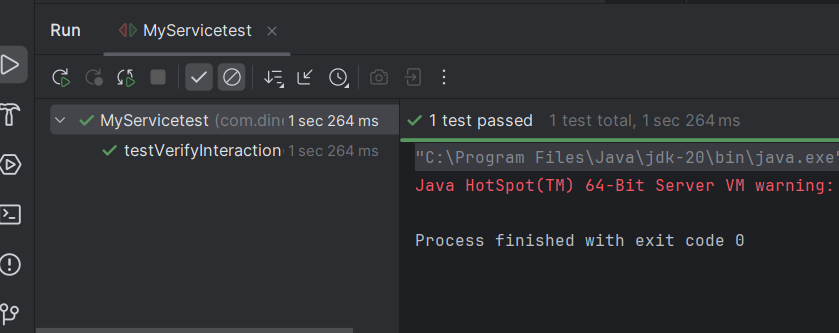 Run
MyServicetest
MyServicetest (com.din 1 sec 264 ms
testVerifyInteraction 1 sec 264 ms
1 test passed 1 test total, 1 sec 264 ms
"C:\Program Files\Java\jdk-20\bin\java.exe"
Java HotSpot(TM) 64-Bit Server VM warning:
Process finished with exit code 0